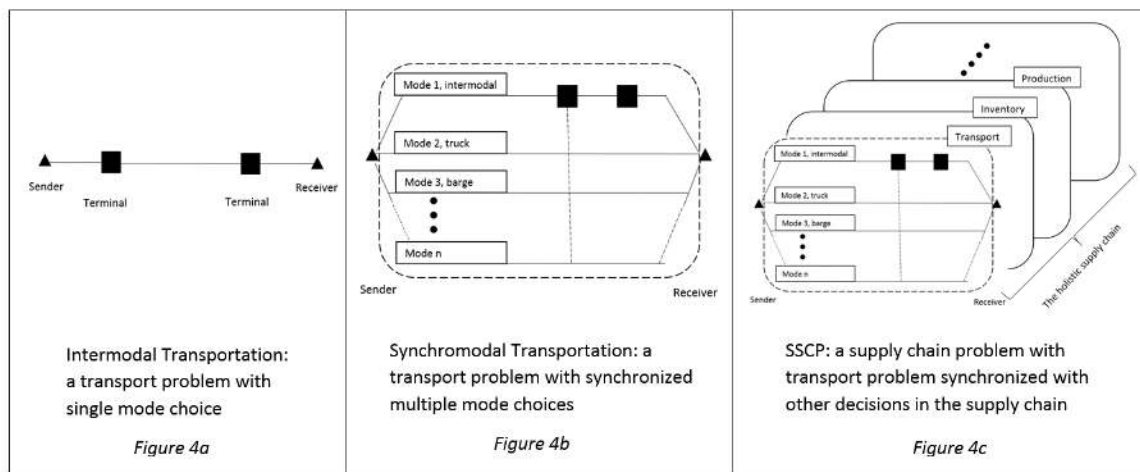 Sender
Terminal
Terminal
Receiver
Intermodal Transportation:
a transport problem with
single mode choice
Figure 4a
Mode 1, intermodal
Mode 2, truck
Mode 3, barge
Mode n
Sender
Receiver
Synchromodal Transportation: a
transport problem with synchronized
multiple mode choices
Figure 4b
Production
Inventory
Transport
Mode 1, intermodal
Mode 2, truck
Mode 3, barge
Mode n
Sender
Receiver
The holistic supply chain
SSCP: a supply chain problem with
transport problem synchronized with
other decisions in the supply chain
Figure 4c